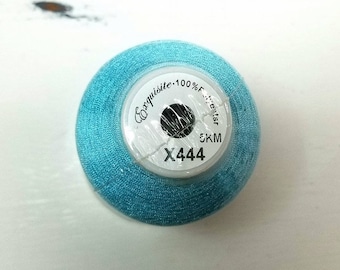 Exquisite • 100% Polyester
5KM
X444